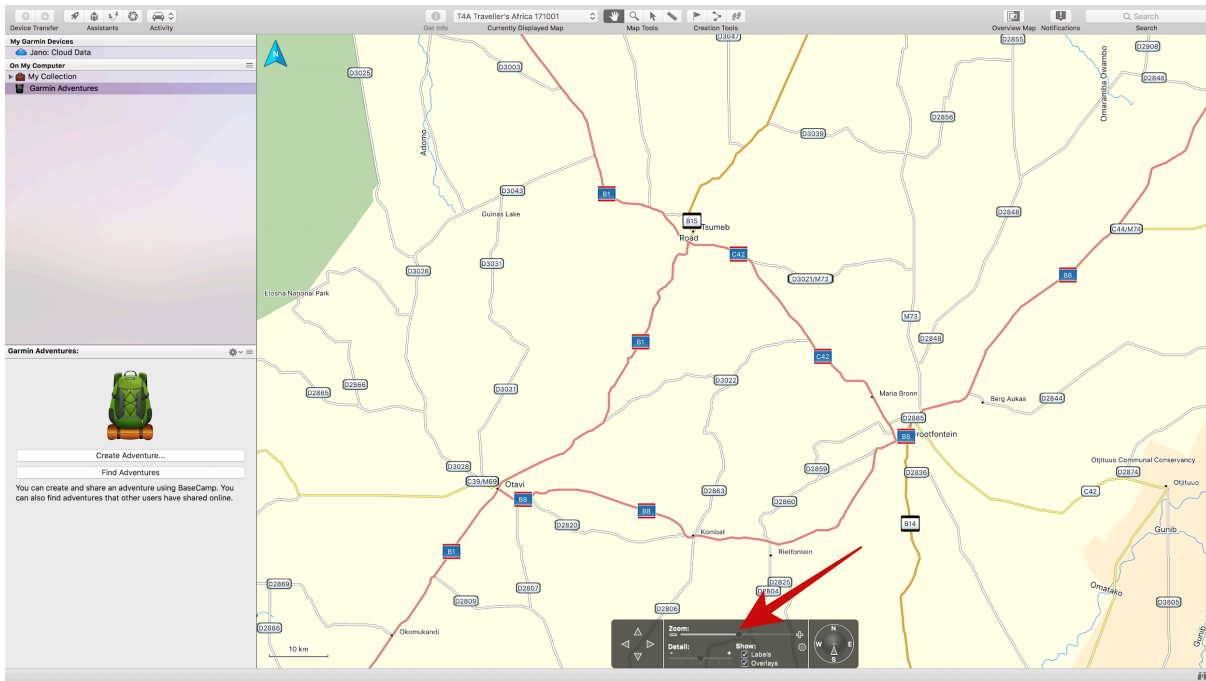 T4A Traveller's Africa 171001
Search
Device Transfer
Assistants
Activity
Get Info
Currently Displayed Map
Map Tools
Creation Tools
Overview Map
Notifications
Search
My Garmin Devices
Jano: Cloud Data
On My Computer
My Collection
Garmin Adventures
Garmin Adventures:
Create Adventure...
Find Adventures
You can create and share an adventure using BaseCamp. You
can also find adventures that other users have shared online.
N
D3047
D2855
D2908
D3025
D3003
D2848
Omaramba Owambo
D2856
Adomo
D3039
D3043
B1
Guinas Lake
B15
Tsumeb
Road
D2848
C44/M74
C42
D3031
D3028
D3021/M73
B8
Etosha National Park
M73
B1
D2848
C42
D3022
D2866
D2865
D3031
Maria Bronn
Berg Aukas
D2844
D2885
B8
rootfontein
D3028
C39/M69
Otavi
D2859
D2836
Otjituuo Communal Conservancy
D2874
Otjituuo
D2863
C42
B8
D2860
B8
D2820
B14
Gunib
Kombat
B1
Rietfontein
D2869
D2807
D2825
D2804
Omatako
D2809
D2806
D3805
D2886
Okomukandi
Gunib
10 km
Zoom:
Detail:
- +
Show:
Labels
Overlays
N
W E
S